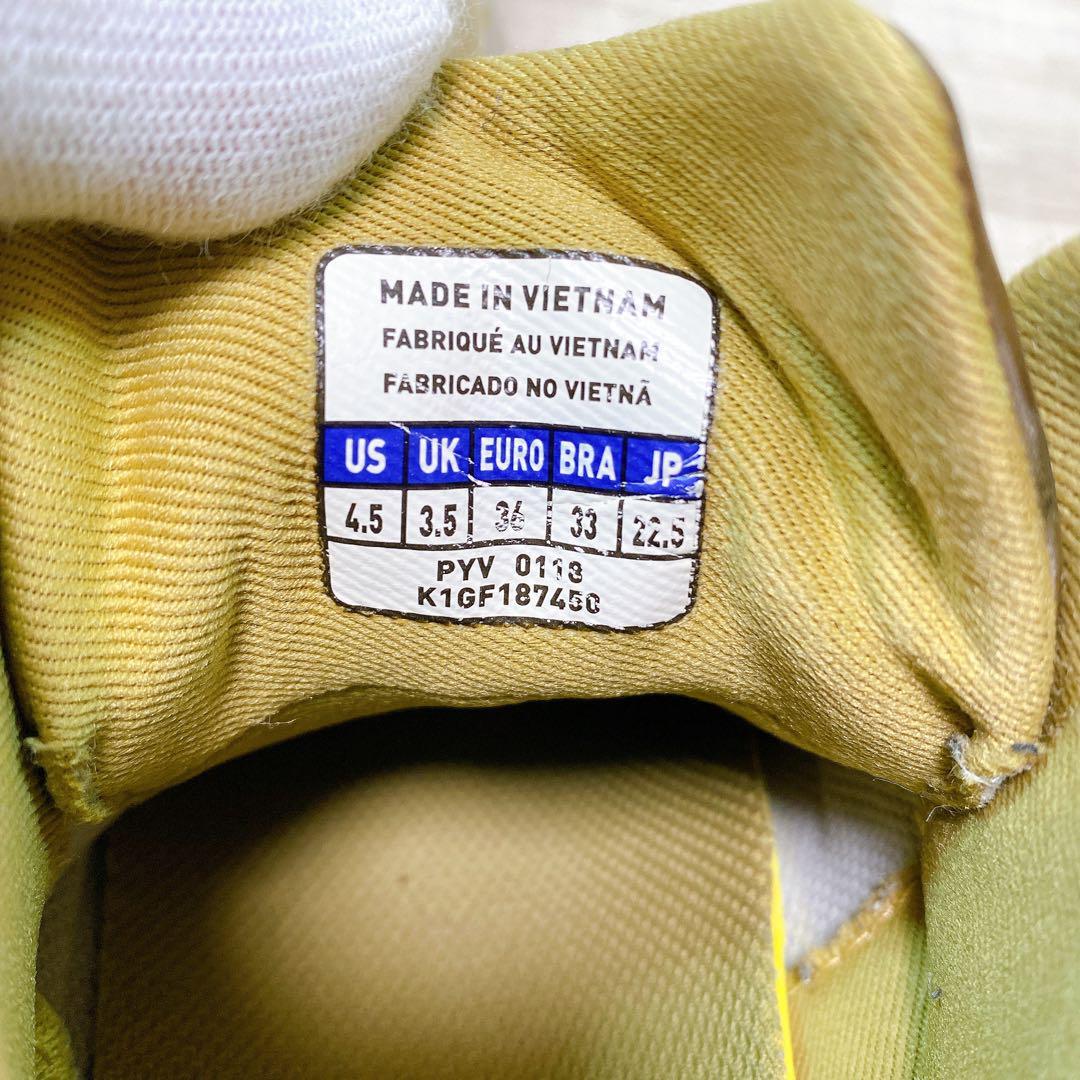 MADE IN VIETNAM
FABRIQUÉ AU VIETNAM
FABRICADO NO VIETNÃ
US UK EURO BRA JP
4.5 3.5 36 33 22.5
PYV 0118
K1GF187450